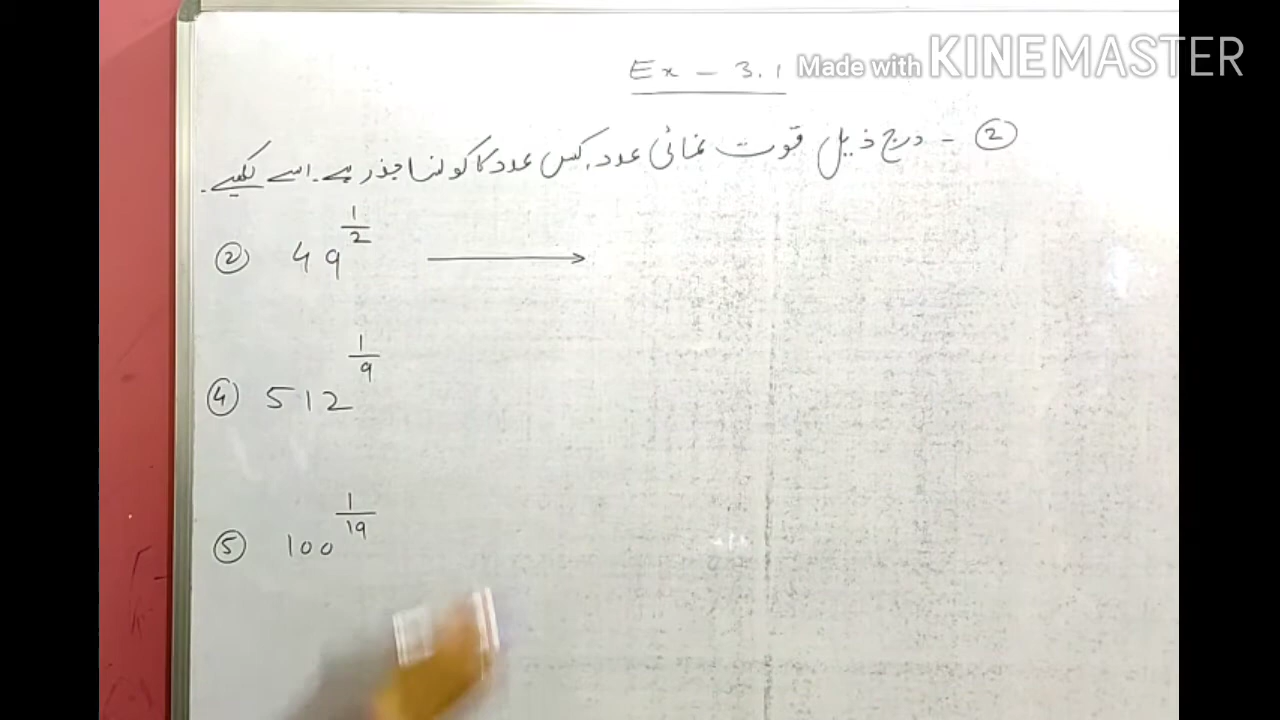 Ex - 3.1
Made with KINEMASTER
② - درج ذیل قوت نمائی عدد، کس عدد کا کونسا جذر ہے۔ اسے لکھیے۔
② 49^(1/2) →
④ 512^(1/9)
⑤ 100^(1/19)